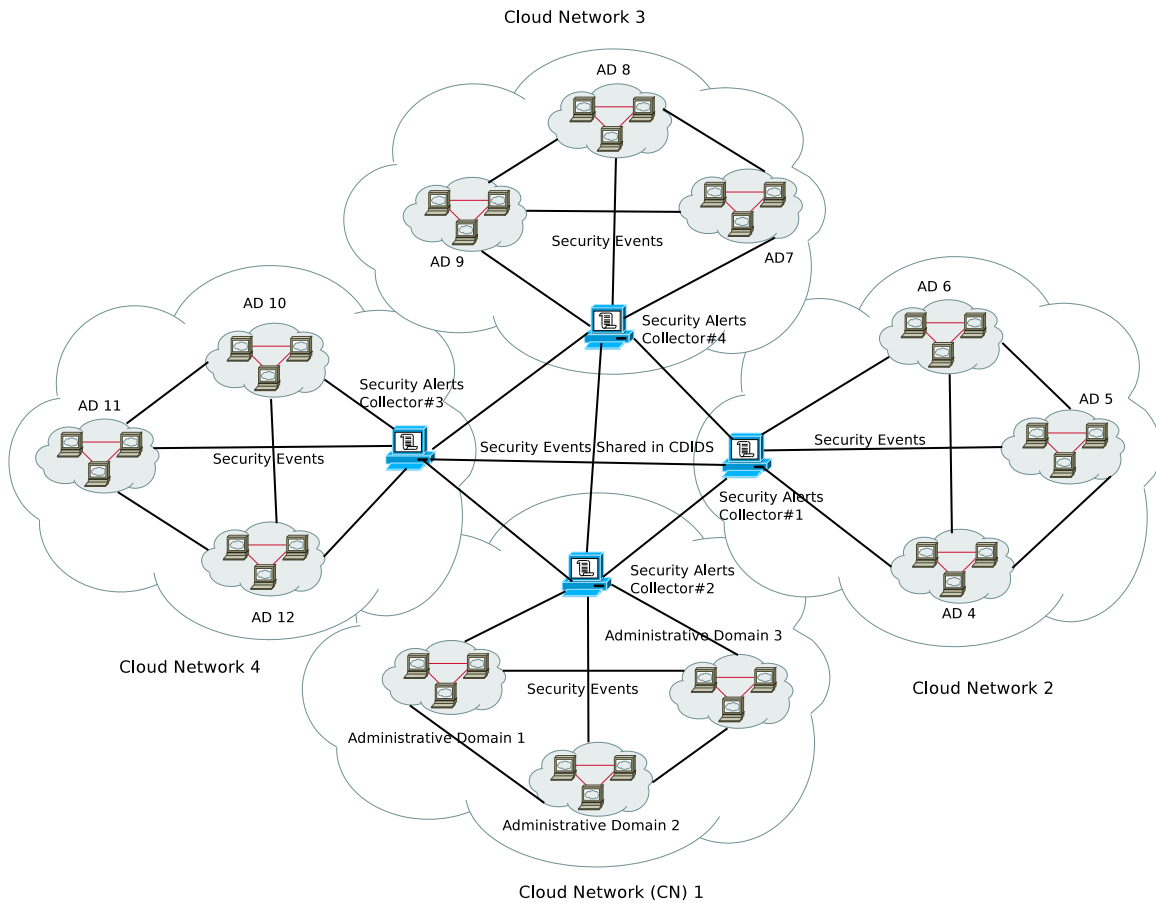 Cloud Network 3
AD 8
AD 9
Security Events
AD7
Security Alerts
Collector#4
AD 10
AD 6
Security Alerts
Collector#3
AD 11
AD 5
Security Events
Security Events Shared in CDIDS
Security Events
Security Alerts
Collector#1
AD 12
AD 4
Security Alerts
Collector#2
Cloud Network 4
Administrative Domain 3
Security Events
Cloud Network 2
Administrative Domain 1
Administrative Domain 2
Cloud Network (CN) 1